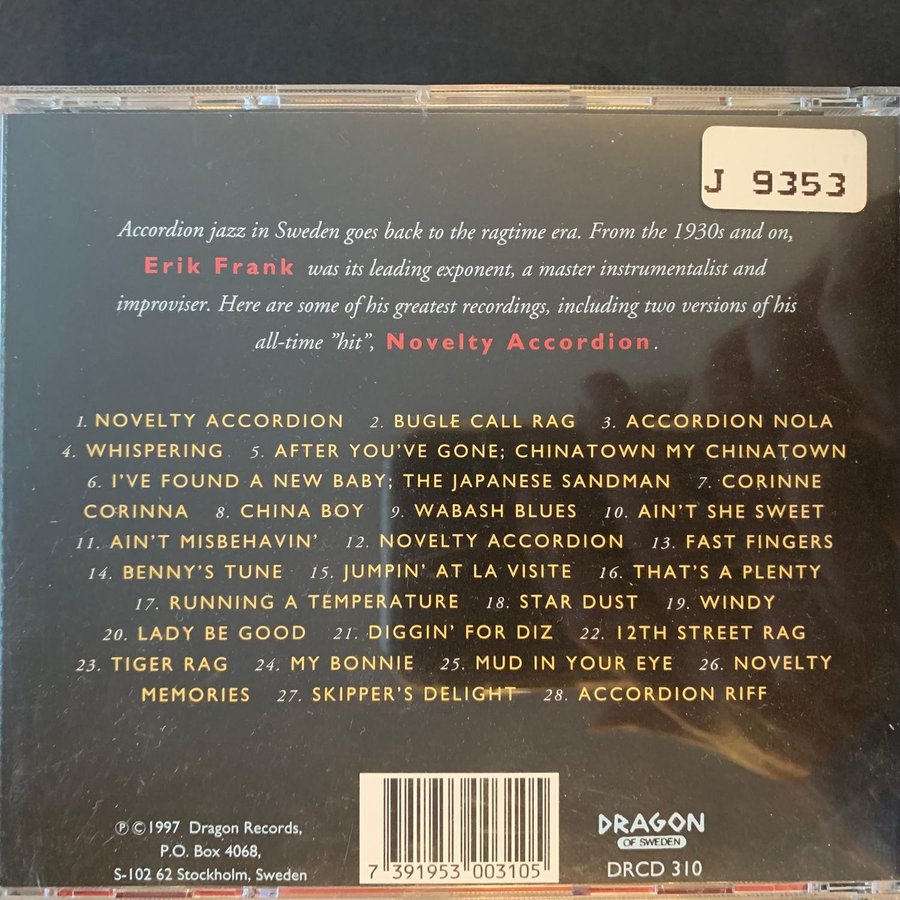 J 9353
Accordion jazz in Sweden goes back to the ragtime era. From the 1930s and on,
Erik Frank was its leading exponent, a master instrumentalist and
improviser. Here are some of his greatest recordings, including two versions of his
all-time ”hit”, Novelty Accordion.
1. NOVELTY ACCORDION 2. BUGLE CALL RAG 3. ACCORDION NOLA
4. WHISPERING 5. AFTER YOU'VE GONE; CHINATOWN MY CHINATOWN
6. I'VE FOUND A NEW BABY; THE JAPANESE SANDMAN 7. CORINNE
CORINNA 8. CHINA BOY 9. WABASH BLUES 10. AIN'T SHE SWEET
11. AIN'T MISBEHAVIN' 12. NOVELTY ACCORDION 13. FAST FINGERS
14. BENNY'S TUNE 15. JUMPIN' AT LA VISITE 16. THAT'S A PLENTY
17. RUNNING A TEMPERATURE 18. STAR DUST 19. WINDY
20. LADY BE GOOD 21. DIGGIN' FOR DIZ 22. 12TH STREET RAG
23. TIGER RAG 24. MY BONNIE 25. MUD IN YOUR EYE 26. NOVELTY
MEMORIES 27. SKIPPER'S DELIGHT 28. ACCORDION RIFF
℗ © 1997 Dragon Records,
P.O. Box 4068,
S-102 62 Stockholm, Sweden
7 391953 003105
DRAGON
OF SWEDEN
DRCD 310